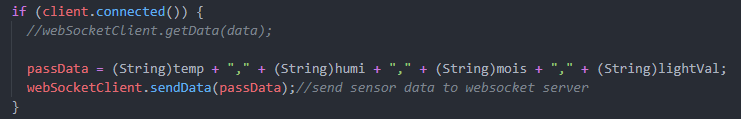 if (client.connected()) {
//webSocketClient.getData(data);
passData = (String)temp + "," + (String)humi + "," + (String)mois + "," + (String)lightVal;
webSocketClient.sendData(passData);//send sensor data to websocket server
}